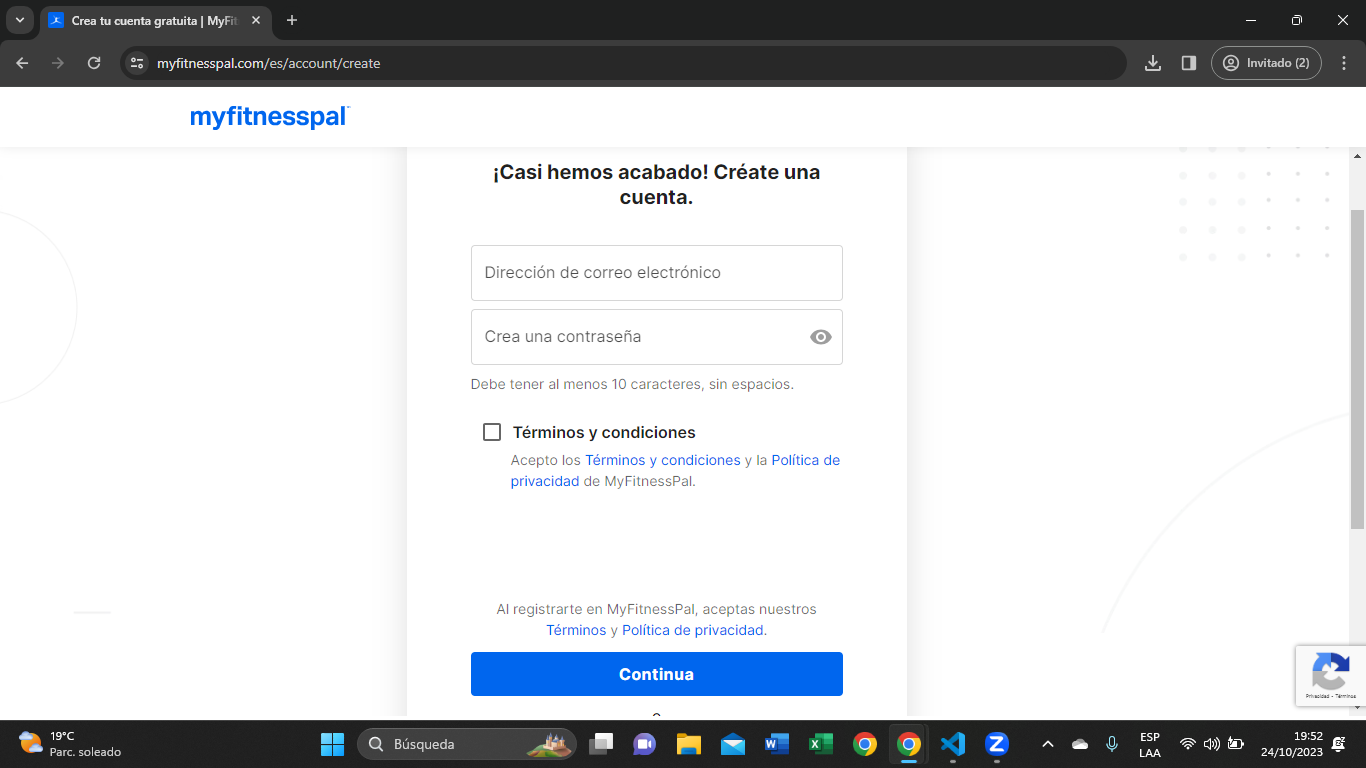 Crea tu cuenta gratuita | MyFit
myfitnesspal.com/es/account/create
Invitado (2)
myfitnesspal
¡Casi hemos acabado! Créate una
cuenta.
Dirección de correo electrónico
Crea una contraseña
Debe tener al menos 10 caracteres, sin espacios.
Términos y condiciones
Acepto los Términos y condiciones y la Política de
privacidad de MyFitnessPal.
Al registrarte en MyFitnessPal, aceptas nuestros
Términos y Política de privacidad.
Continua
Privacidad - Términos
19°C
Parc. soleado
Búsqueda
ESP
LAA
19:52
24/10/2023